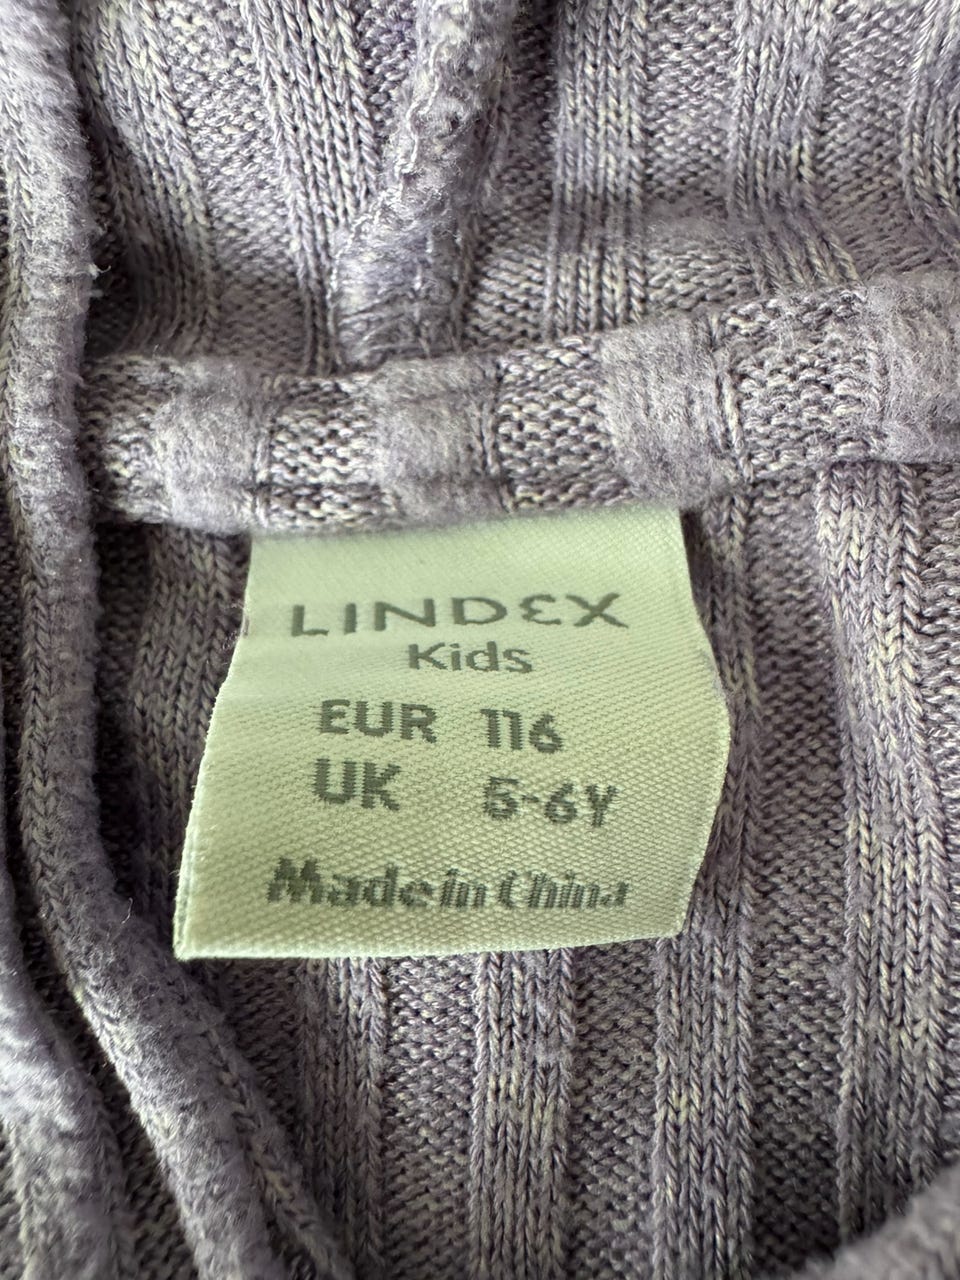 LINDEX
Kids
EUR 116
UK 5-6Y
Made in China